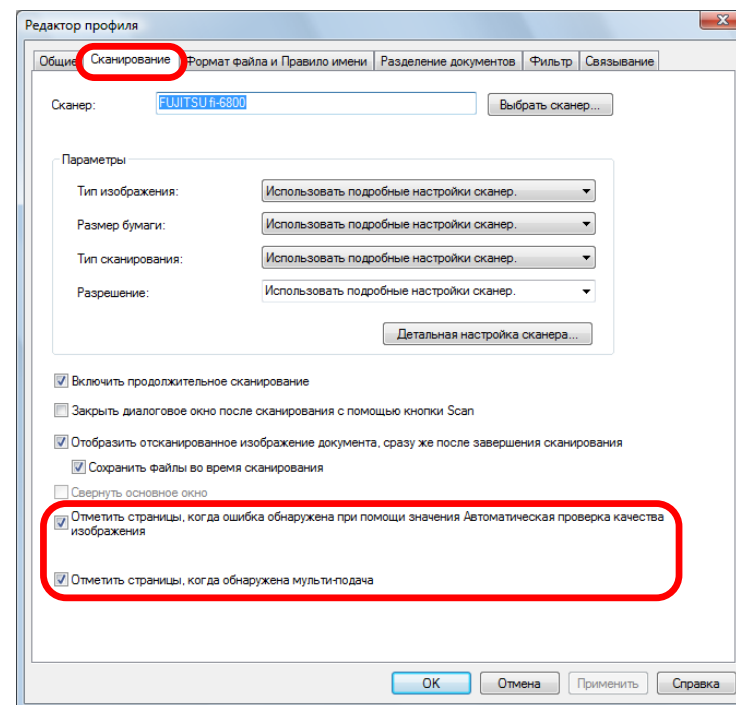 Редактор профиля
Общие Сканирование Формат файла и Правило имени Разделение документов Фильтр Связывание
Сканер: FUJITSU fi-6800 Выбрать сканер...
Параметры
Тип изображения: Использовать подробные настройки сканер.
Размер бумаги: Использовать подробные настройки сканер.
Тип сканирования: Использовать подробные настройки сканер.
Разрешение: Использовать подробные настройки сканер.
Детальная настройка сканера...
Включить продолжительное сканирование
Закрыть диалоговое окно после сканирования с помощью кнопки Scan
Отобразить отсканированное изображение документа, сразу же после завершения сканирования
Сохранить файлы во время сканирования
Свернуть основное окно
Отметить страницы, когда ошибка обнаружена при помощи значения Автоматическая проверка качества
изображения
Отметить страницы, когда обнаружена мульти-подача
OK Отмена Применить Справка